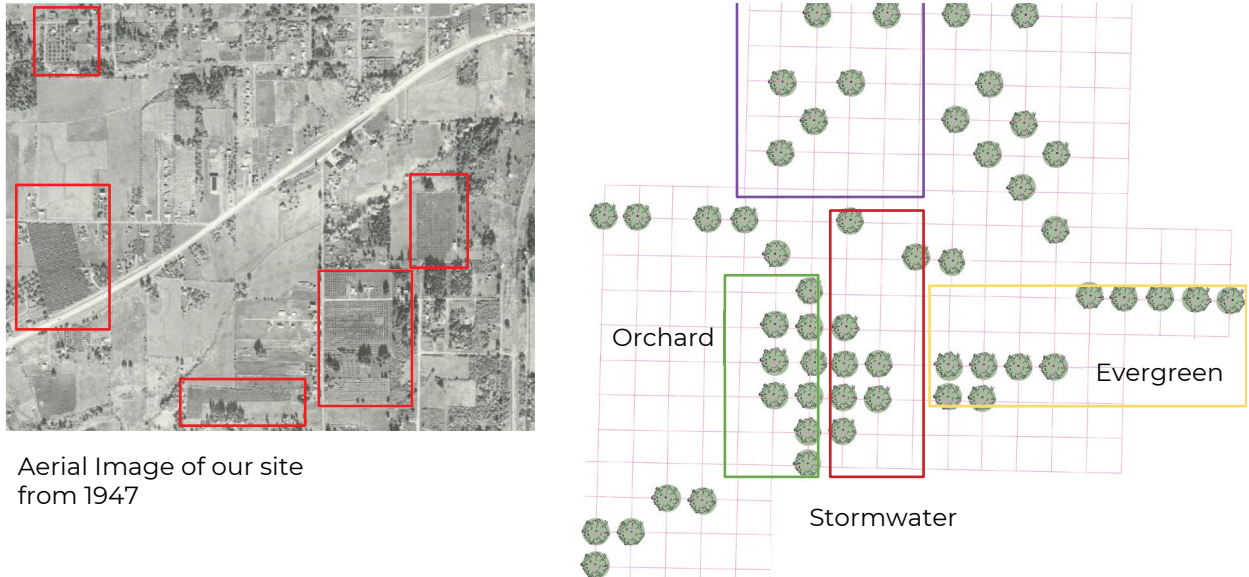 Orchard
Evergreen
Aerial Image of our site
from 1947
Stormwater